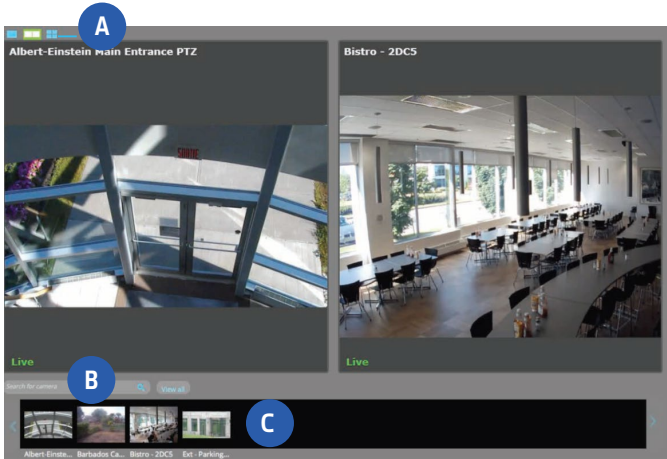 A
Albert-Einstein Main Entrance PTZ
Bistro - 2DC5
SORTIE
Live
Live
B
Search for camera
View all
C
Albert-Einste...
Barbados Ca...
Bistro - 2DC5
Ext - Parking...